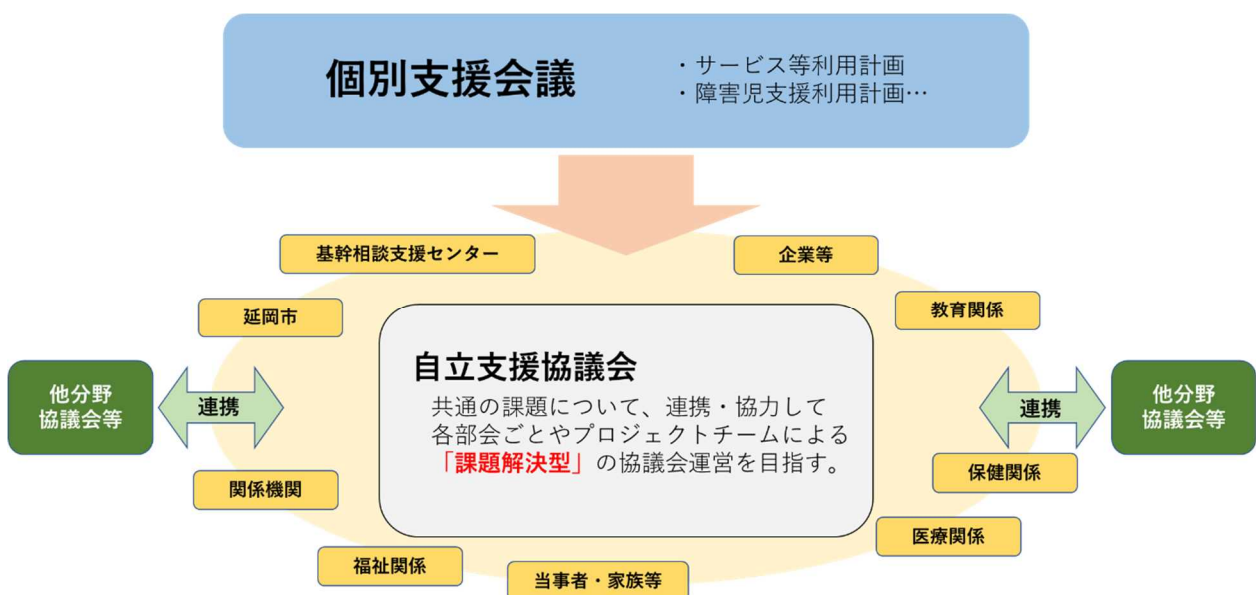 個別支援会議
・サービス等利用計画
・障害児支援利用計画…
基幹相談支援センター
企業等
延岡市
教育関係
自立支援協議会
共通の課題について、連携・協力して
各部会ごとやプロジェクトチームによる
「課題解決型」の協議会運営を目指す。
他分野
協議会等
連携
連携
他分野
協議会等
関係機関
保健関係
医療関係
福祉関係
当事者・家族等